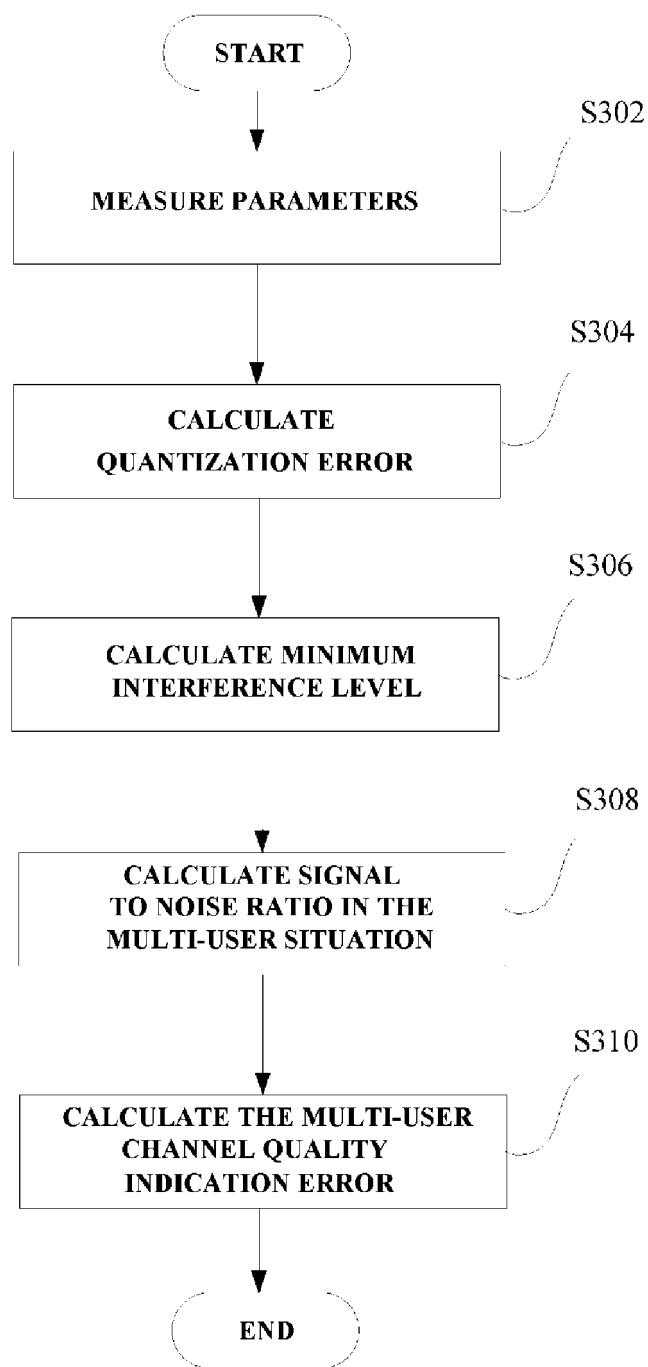 START
S302
MEASURE PARAMETERS
S304
CALCULATE
QUANTIZATION ERROR
S306
CALCULATE MINIMUM
INTERFERENCE LEVEL
S308
CALCULATE SIGNAL
TO NOISE RATIO IN THE
MULTI-USER SITUATION
S310
CALCULATE THE MULTI-USER
CHANNEL QUALITY
INDICATION ERROR
END